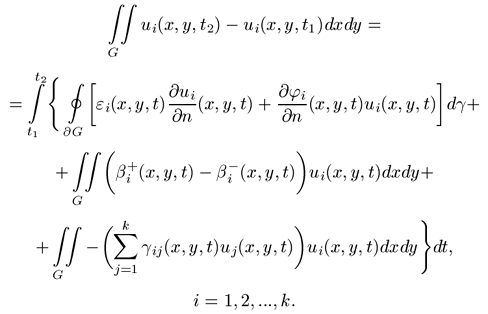 ∬_G u_i(x, y, t_2) − u_i(x, y, t_1)dxdy =
= ∫_{t_1}^{t_2} { ∮_{∂G} [ ε_i(x, y, t) ∂u_i/∂n (x, y, t) + ∂φ_i/∂n (x, y, t)u_i(x, y, t) ] dγ+
+ ∬_G ( β_i^+(x, y, t) − β_i^−(x, y, t) ) u_i(x, y, t)dxdy+
+ ∬_G − ( ∑_{j=1}^{k} γ_{ij}(x, y, t)u_j(x, y, t) ) u_i(x, y, t)dxdy } dt,
i = 1, 2, ..., k.